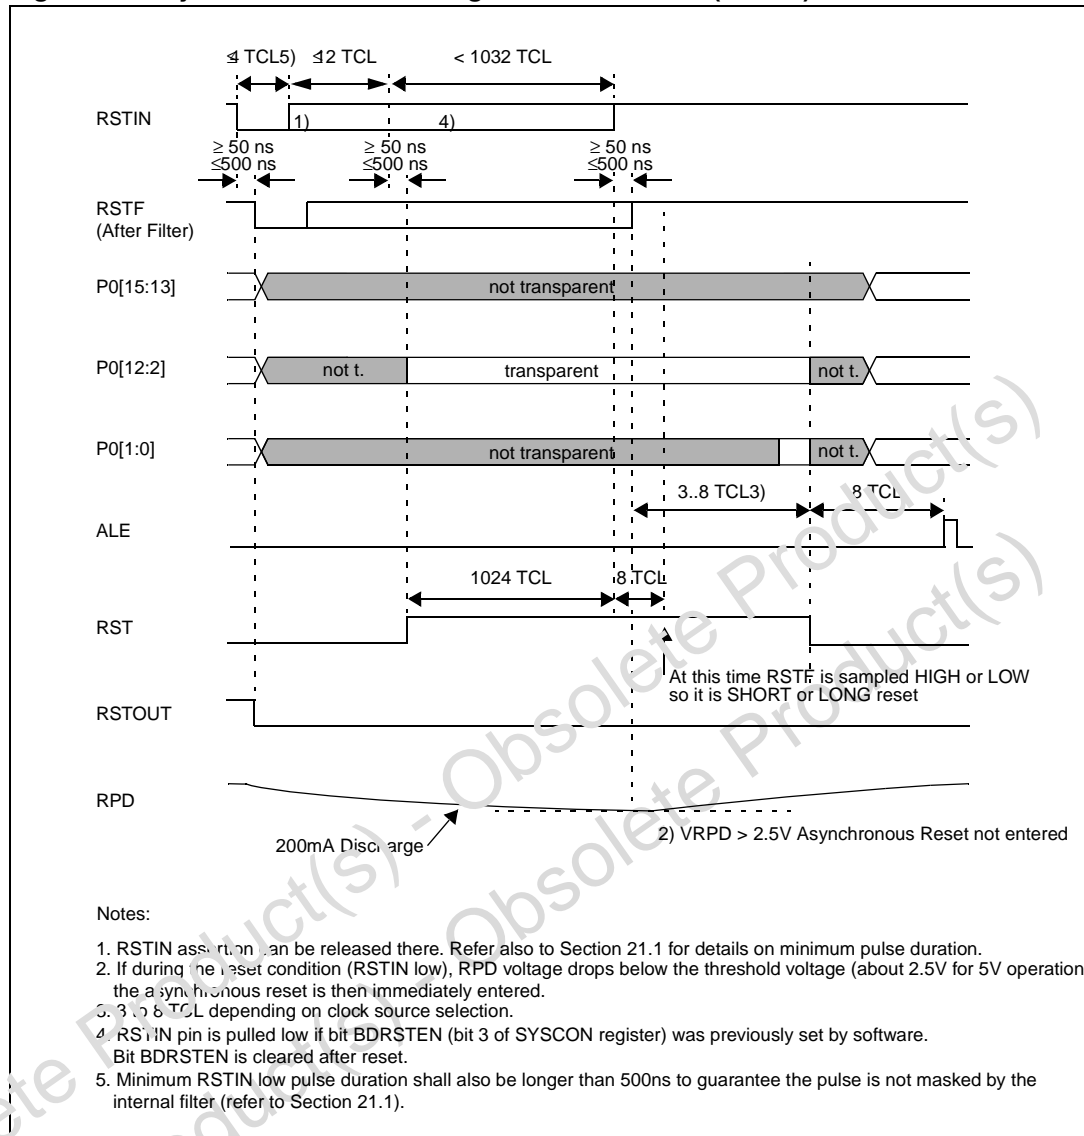 ≤4 TCL5) ≤12 TCL < 1032 TCL
RSTIN
1) 4)
≥ 50 ns ≥ 50 ns ≥ 50 ns
≤500 ns ≤500 ns ≤500 ns
RSTF
(After Filter)
P0[15:13] not transparent
P0[12:2] not t. transparent not t.
P0[1:0] not transparent not t.
3..8 TCL3) 8 TCL
ALE
1024 TCL 8 TCL
RST
At this time RSTF is sampled HIGH or LOW
so it is SHORT or LONG reset
RSTOUT
RPD
200mA Discharge
2) VRPD > 2.5V Asynchronous Reset not entered
Notes:
1. RSTIN assertion can be released there. Refer also to Section 21.1 for details on minimum pulse duration.
2. If during the reset condition (RSTIN low), RPD voltage drops below the threshold voltage (about 2.5V for 5V operation
the asynchronous reset is then immediately entered.
3. 3 to 8 TCL depending on clock source selection.
4. RSTIN pin is pulled low if bit BDRSTEN (bit 3 of SYSCON register) was previously set by software.
Bit BDRSTEN is cleared after reset.
5. Minimum RSTIN low pulse duration shall also be longer than 500ns to guarantee the pulse is not masked by the
internal filter (refer to Section 21.1).
Product(s) - Obsolete Product(s)
Product(s) - Obsolete Product(s)